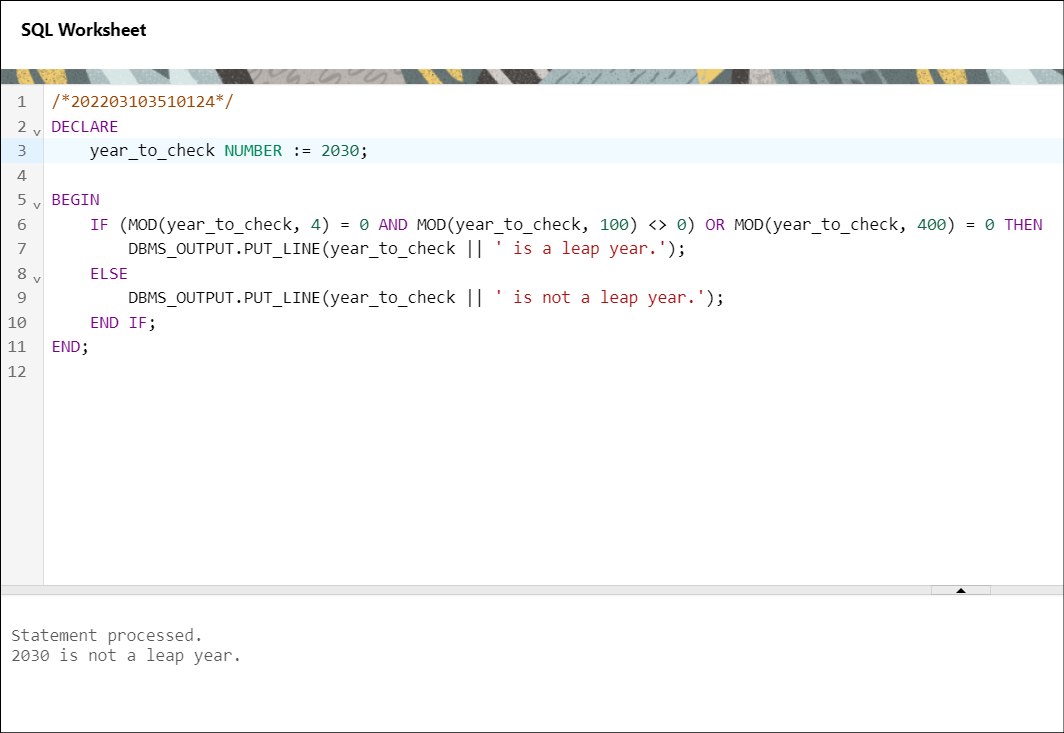 SQL Worksheet
1 /*202203103510124*/
2 DECLARE
3     year_to_check NUMBER := 2030;
4
5 BEGIN
6     IF (MOD(year_to_check, 4) = 0 AND MOD(year_to_check, 100) <> 0) OR MOD(year_to_check, 400) = 0 THEN
7         DBMS_OUTPUT.PUT_LINE(year_to_check || ' is a leap year.');
8     ELSE
9         DBMS_OUTPUT.PUT_LINE(year_to_check || ' is not a leap year.');
10     END IF;
11 END;
12
Statement processed.
2030 is not a leap year.